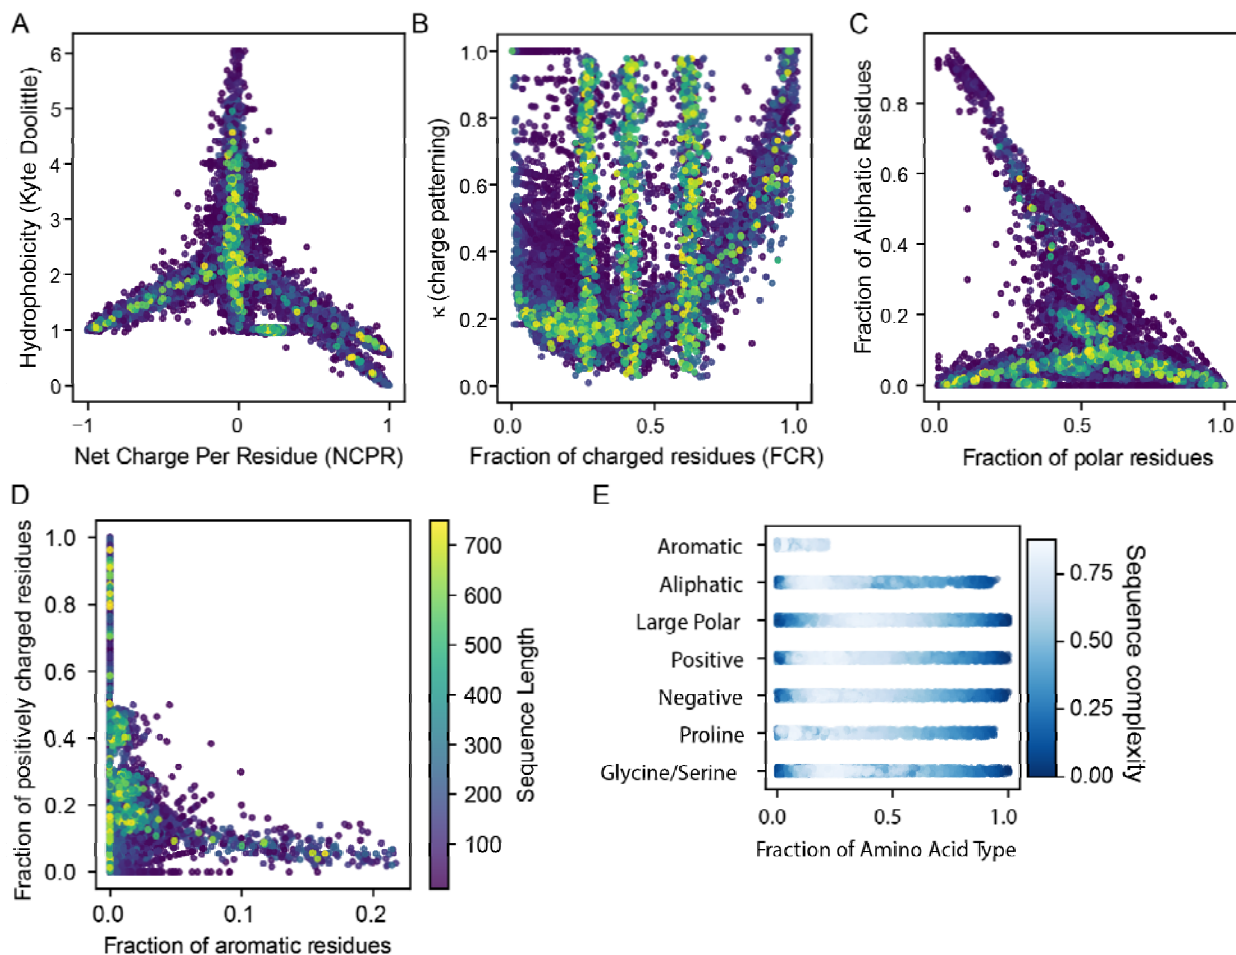 A
Hydrophobicity (Kyte Doolittle)
6
5
4
3
2
1
0
−1
0
1
Net Charge Per Residue (NCPR)
B
κ (charge patterning)
1.0
0.8
0.6
0.4
0.2
0.0
0.0
0.5
1.0
Fraction of charged residues (FCR)
C
Fraction of Aliphatic Residues
0.8
0.6
0.4
0.2
0.0
0.0
0.5
1.0
Fraction of polar residues
D
Fraction of positively charged residues
1.0
0.8
0.6
0.4
0.2
0.0
0.0
0.1
0.2
Fraction of aromatic residues
700
600
500
400
300
200
100
Sequence Length
E
Aromatic
Aliphatic
Large Polar
Positive
Negative
Proline
Glycine/Serine
0.0
0.5
1.0
Fraction of Amino Acid Type
0.75
0.50
0.25
0.00
Sequence complexity